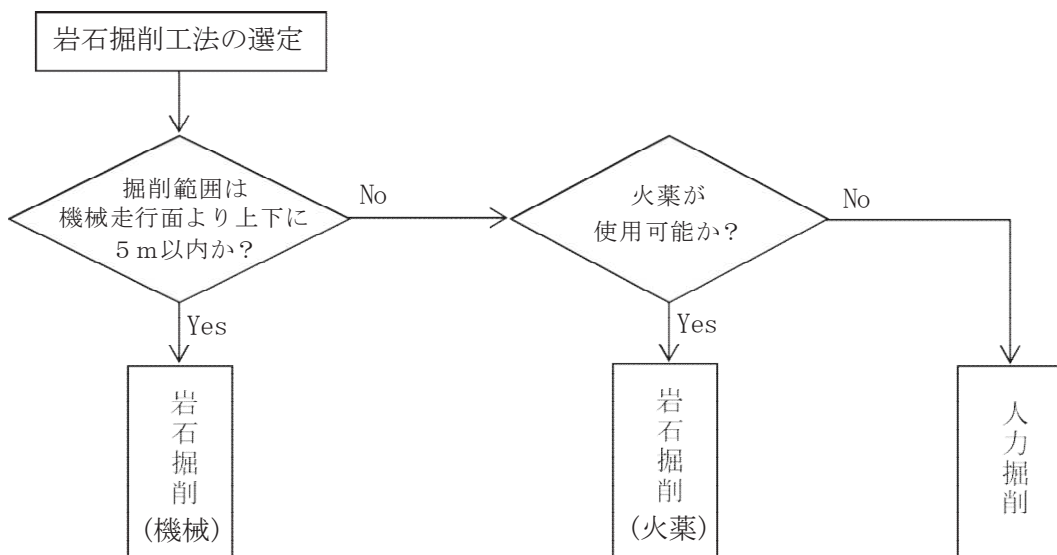 岩石掘削工法の選定
掘削範囲は
機械走行面より上下に
5m以内か?
No
火薬が
使用可能か?
No
Yes
Yes
岩石掘削
(機械)
岩石掘削
(火薬)
人力掘削